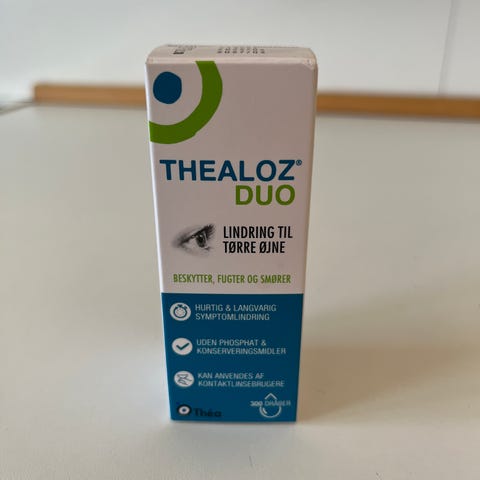 THEALOZ®
DUO
LINDRING TIL
TØRRE ØJNE
BESKYTTER, FUGTER OG SMØRER
HURTIG & LANGVARIG
SYMPTOMLINDRING
UDEN PHOSPHAT &
KONSERVERINGSMIDLER
KAN ANVENDES AF
KONTAKTLINSEBRUGERE
Théa
300 DRÅBER